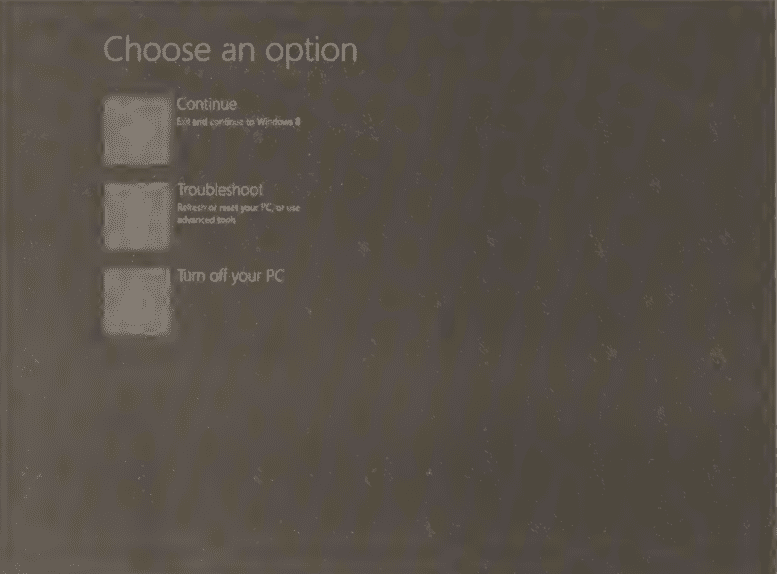 Choose an option
Continue
Exit and continue to Windows 8
Troubleshoot
Refresh or reset your PC, or use
advanced tools
Turn off your PC